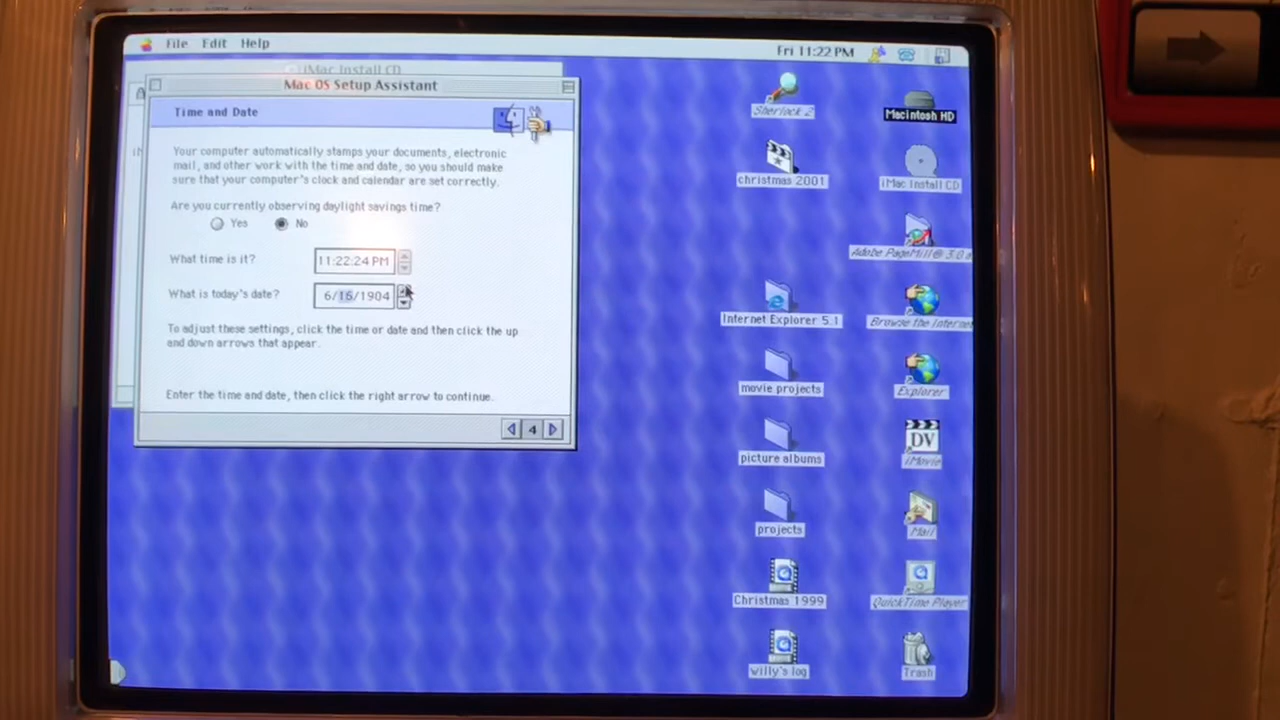 File Edit Help
Fri 11:22 PM
iMac Install CD
Mac OS Setup Assistant
Time and Date
Your computer automatically stamps your documents, electronic
mail, and other work with the time and date, so you should make
sure that your computer's clock and calendar are set correctly.
Are you currently observing daylight savings time?
Yes No
What time is it? 11:22:24 PM
What is today's date? 6/16/1904
To adjust these settings, click the time or date and then click the up
and down arrows that appear.
Enter the time and date, then click the right arrow to continue.
4
Sherlock 2
Macintosh HD
christmas 2001
iMac Install CD
Adobe PageMill® 3.0
Internet Explorer 5.1
Browse the Internet
movie projects
Explorer
picture albums
DV
iMovie
projects
Mail
Christmas 1999
QuickTime Player
willy's log
Trash